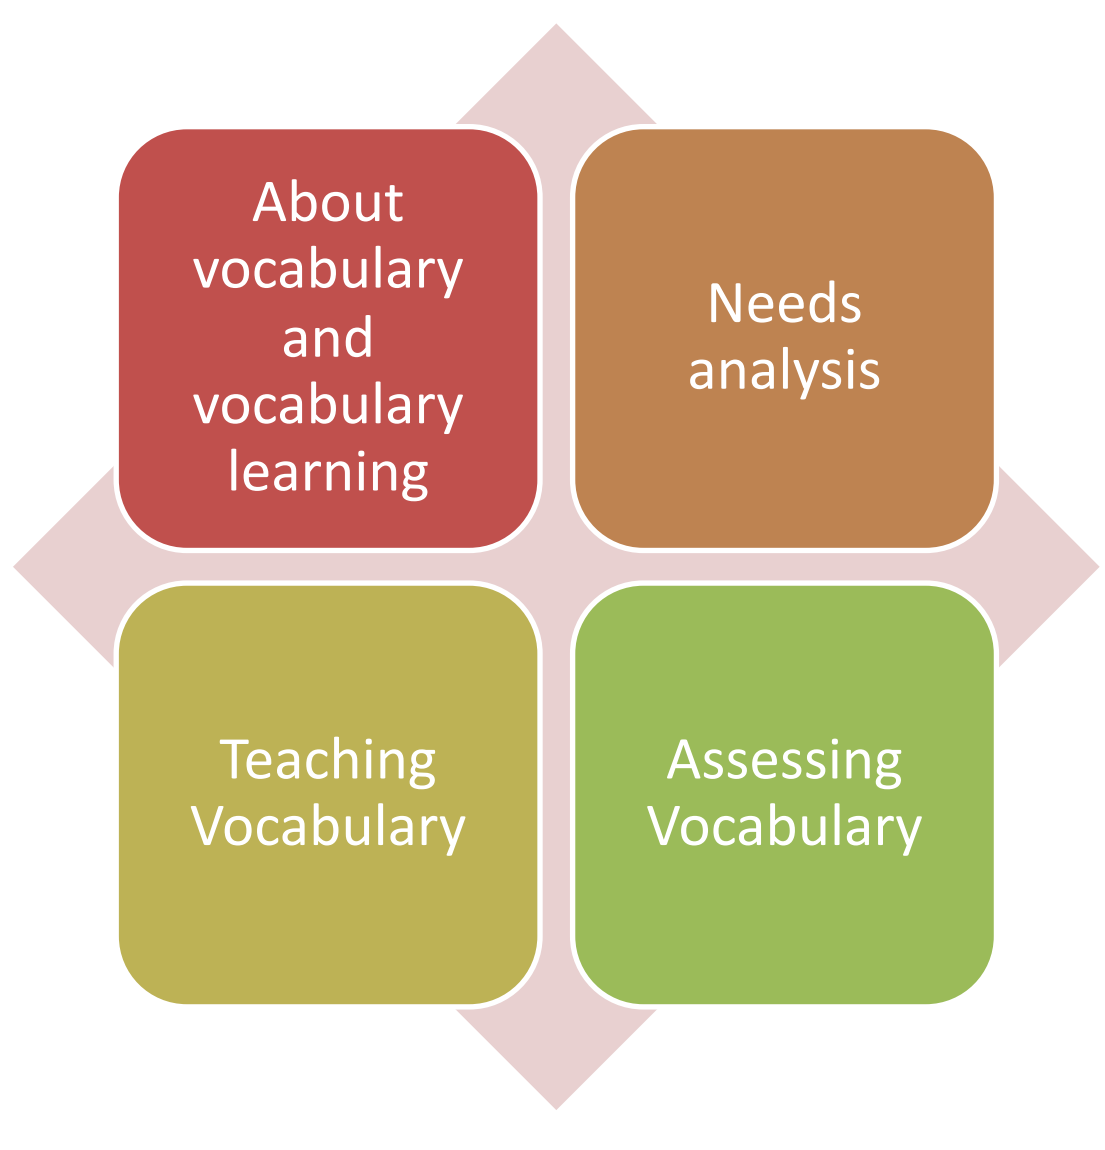 About
vocabulary
and
vocabulary
learning
Needs
analysis
Teaching
Vocabulary
Assessing
Vocabulary